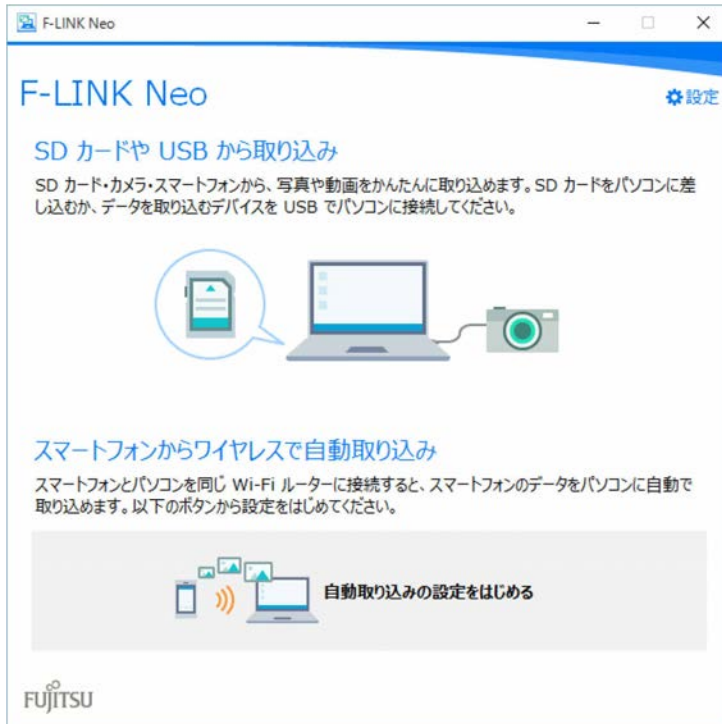 F-LINK Neo
F-LINK Neo
設定
SD カードや USB から取り込み
SD カード・カメラ・スマートフォンから、写真や動画をかんたんに取り込めます。SD カードをパソコンに差
し込むか、データを取り込むデバイスを USB でパソコンに接続してください。
スマートフォンからワイヤレスで自動取り込み
スマートフォンとパソコンを同じ Wi-Fi ルーターに接続すると、スマートフォンのデータをパソコンに自動で
取り込めます。以下のボタンから設定をはじめてください。
自動取り込みの設定をはじめる
FUJITSU